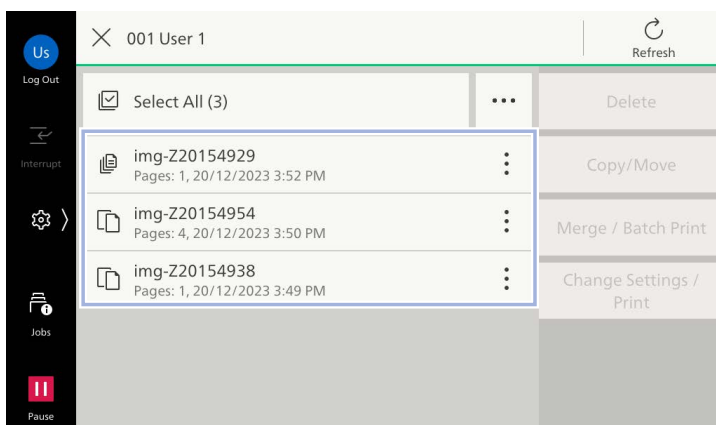 Us
Log Out
Interrupt
Jobs
Pause
001 User 1
Refresh
Select All (3)
img-Z20154929
Pages: 1, 20/12/2023 3:52 PM
img-Z20154954
Pages: 4, 20/12/2023 3:50 PM
img-Z20154938
Pages: 1, 20/12/2023 3:49 PM
Delete
Copy/Move
Merge / Batch Print
Change Settings /
Print